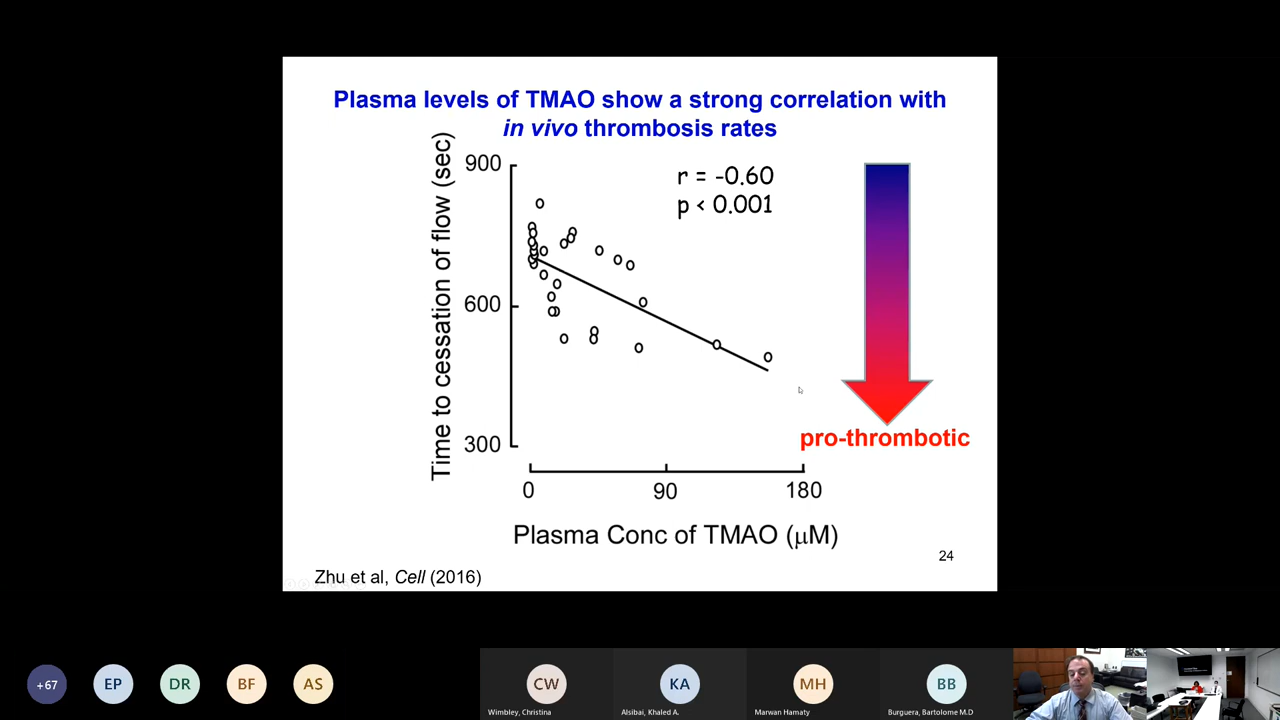 Plasma levels of TMAO show a strong correlation with
in vivo thrombosis rates
Time to cessation of flow (sec)
900
600
300
r = -0.60
p < 0.001
pro-thrombotic
0
90
180
Plasma Conc of TMAO (μM)
24
Zhu et al, Cell (2016)
+67
EP
DR
BF
AS
CW
KA
MH
BB
Wimbley, Christina
Alsibai, Khaled A.
Marwan Hamaty
Burguera, Bartolome M.D